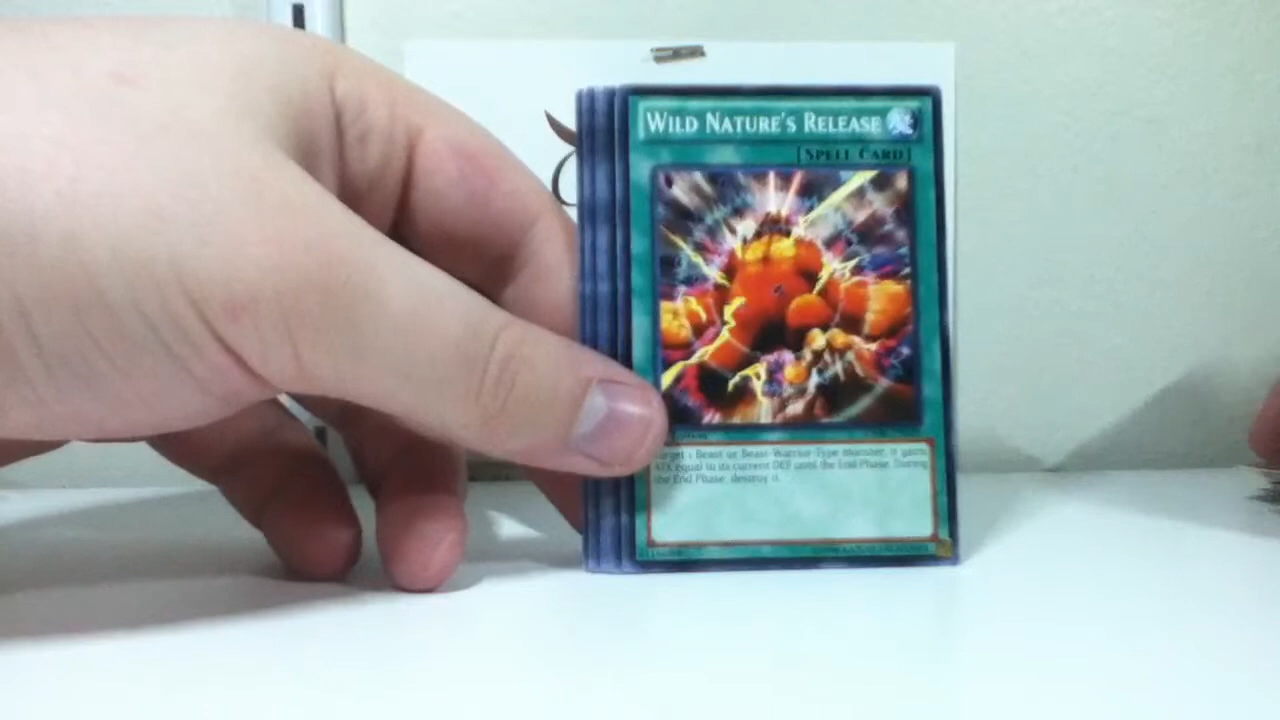 WILD NATURE'S RELEASE
[SPELL CARD]
Target 1 Beast or Beast-Warrior-Type monster; it gains
ATK equal to its current DEF until the End Phase. During
the End Phase, destroy it.